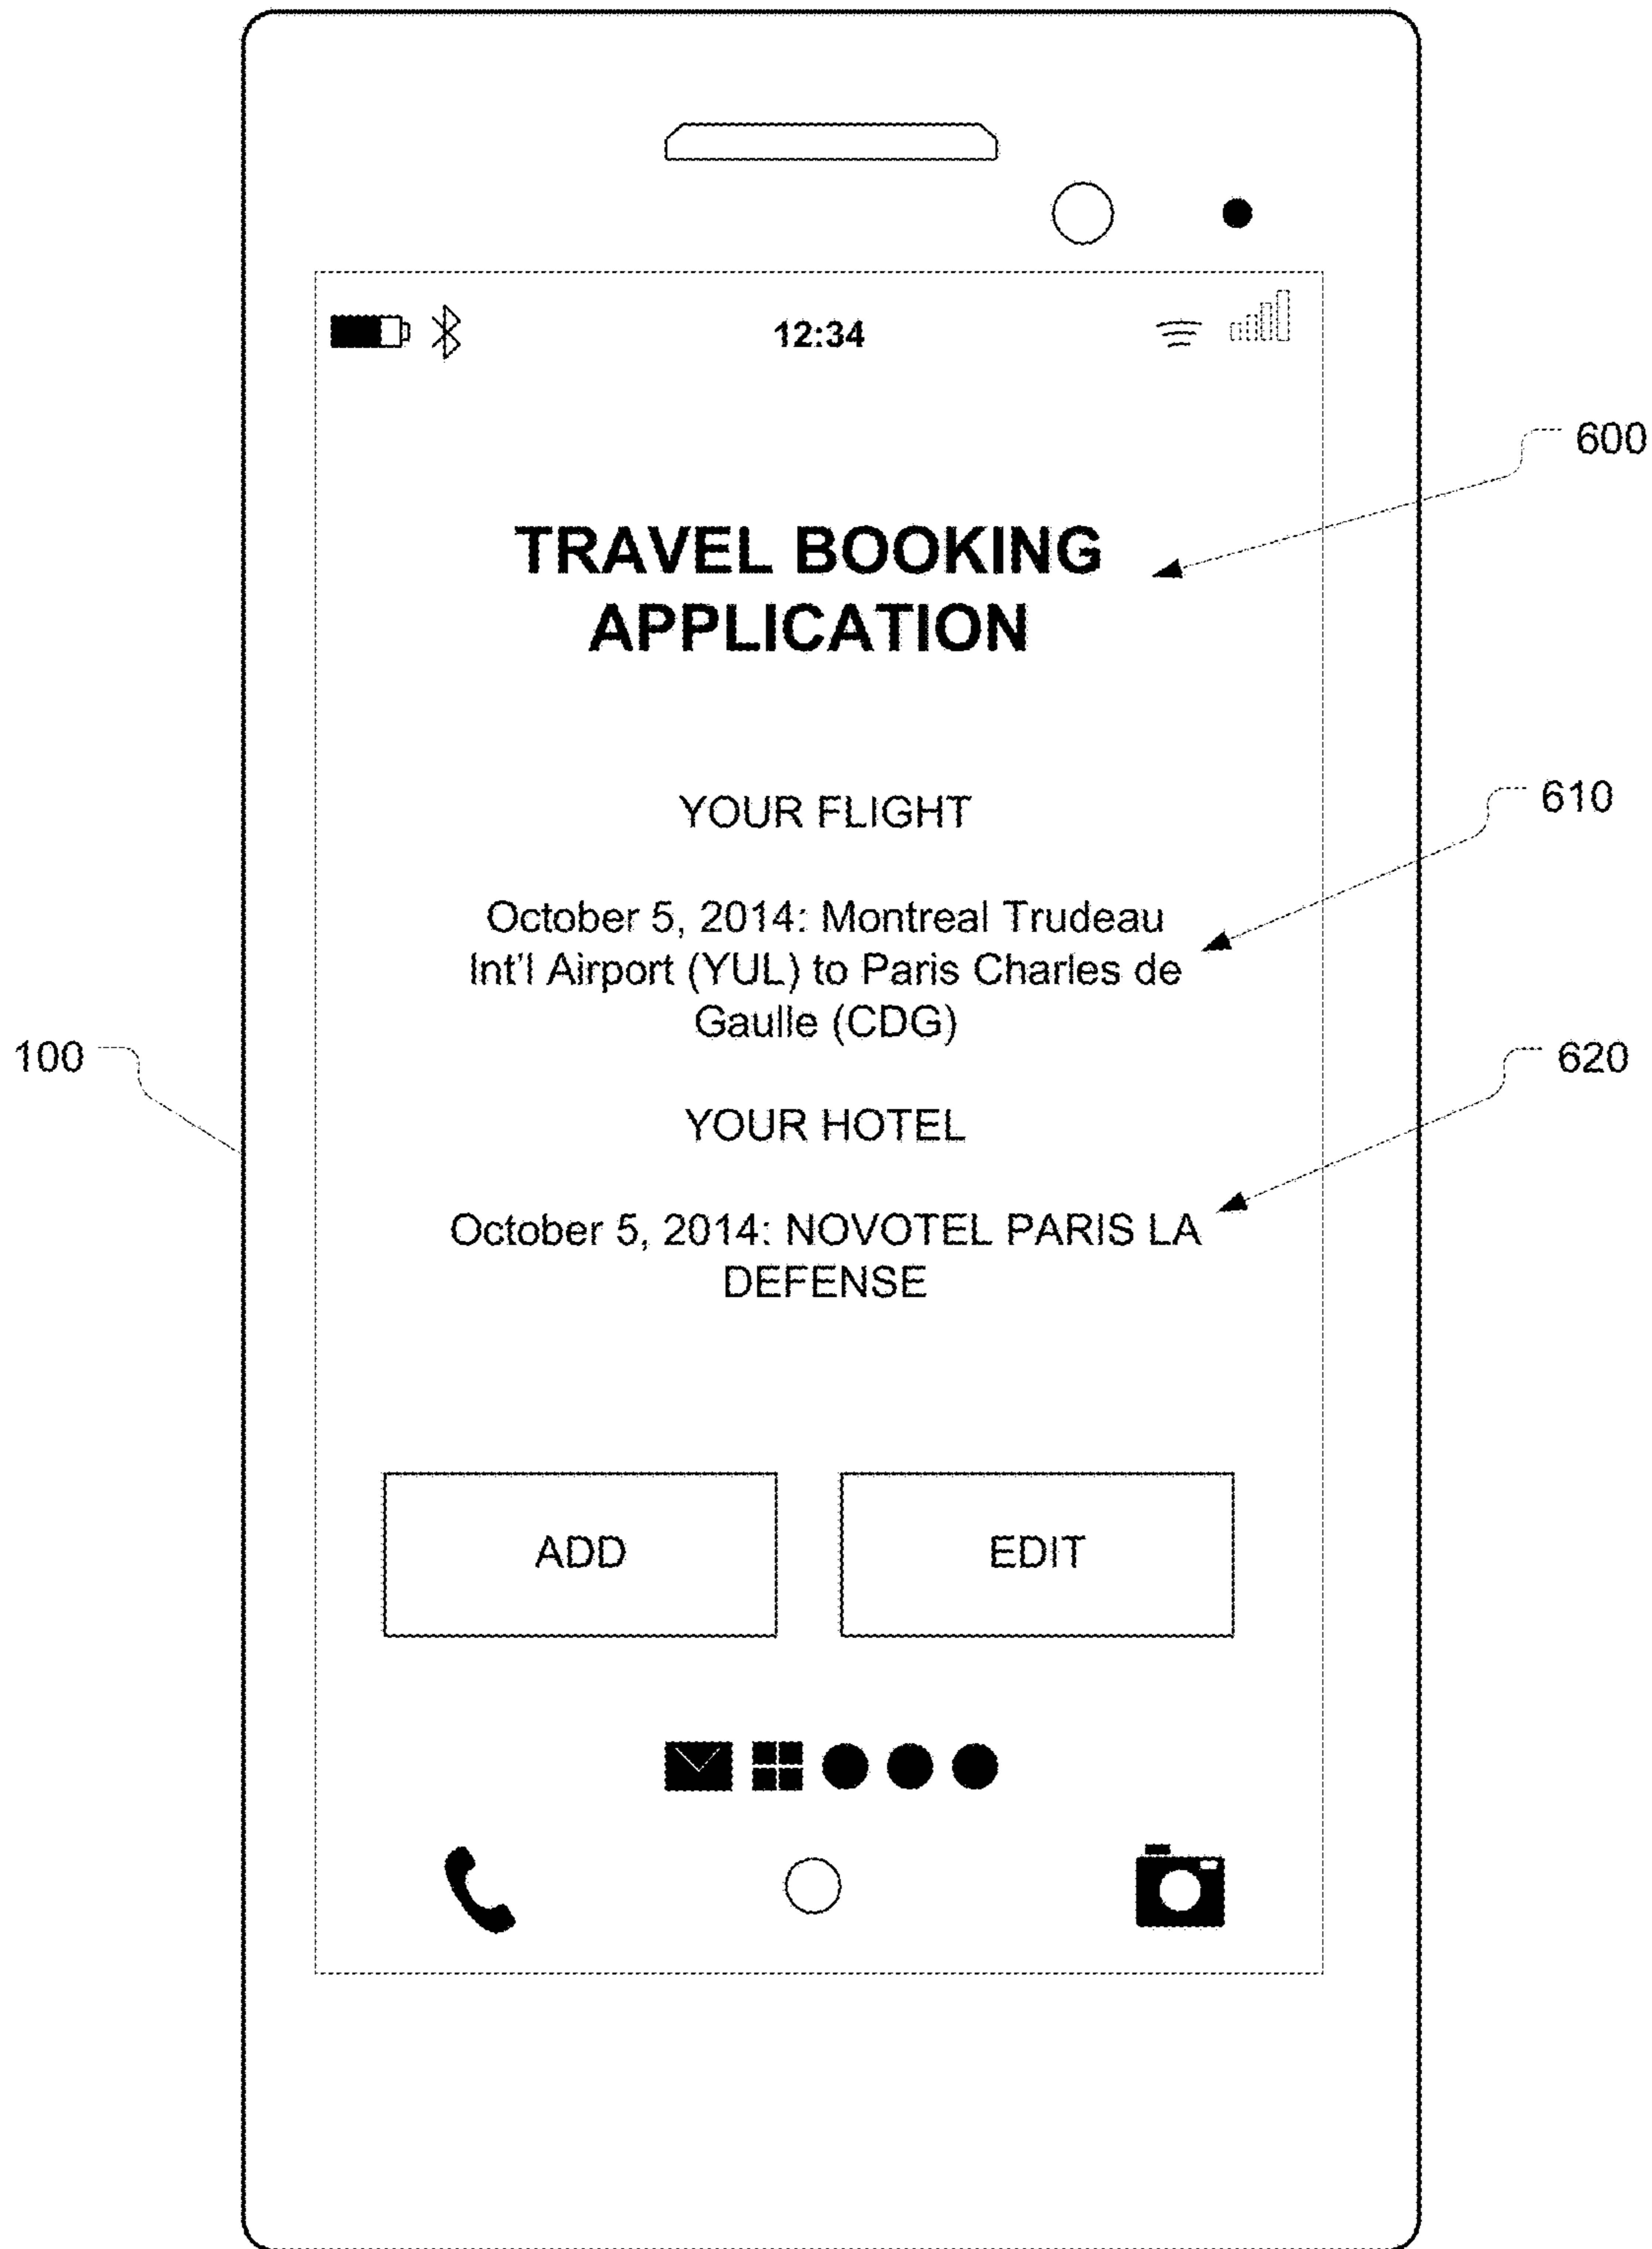 12:34
600
TRAVEL BOOKING
APPLICATION
YOUR FLIGHT
610
October 5, 2014: Montreal Trudeau
Int'l Airport (YUL) to Paris Charles de
Gaulle (CDG)
100
620
YOUR HOTEL
October 5, 2014: NOVOTEL PARIS LA
DEFENSE
ADD
EDIT